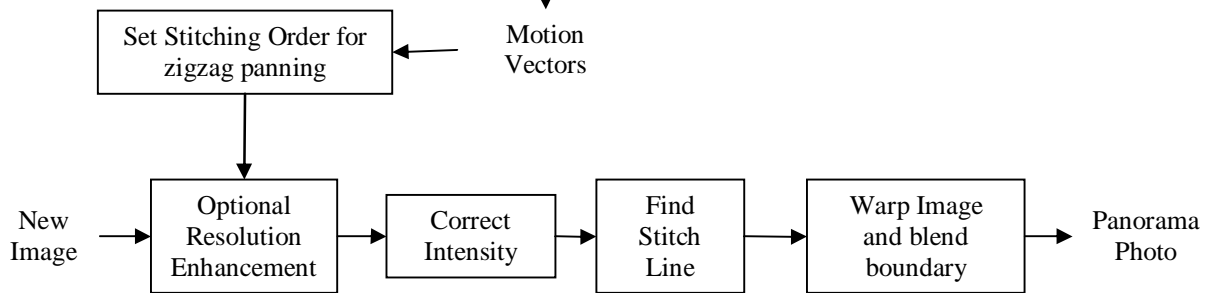 Set Stitching Order for
zigzag panning
Motion
Vectors
New
Image
Optional
Resolution
Enhancement
Correct
Intensity
Find
Stitch
Line
Warp Image
and blend
boundary
Panorama
Photo